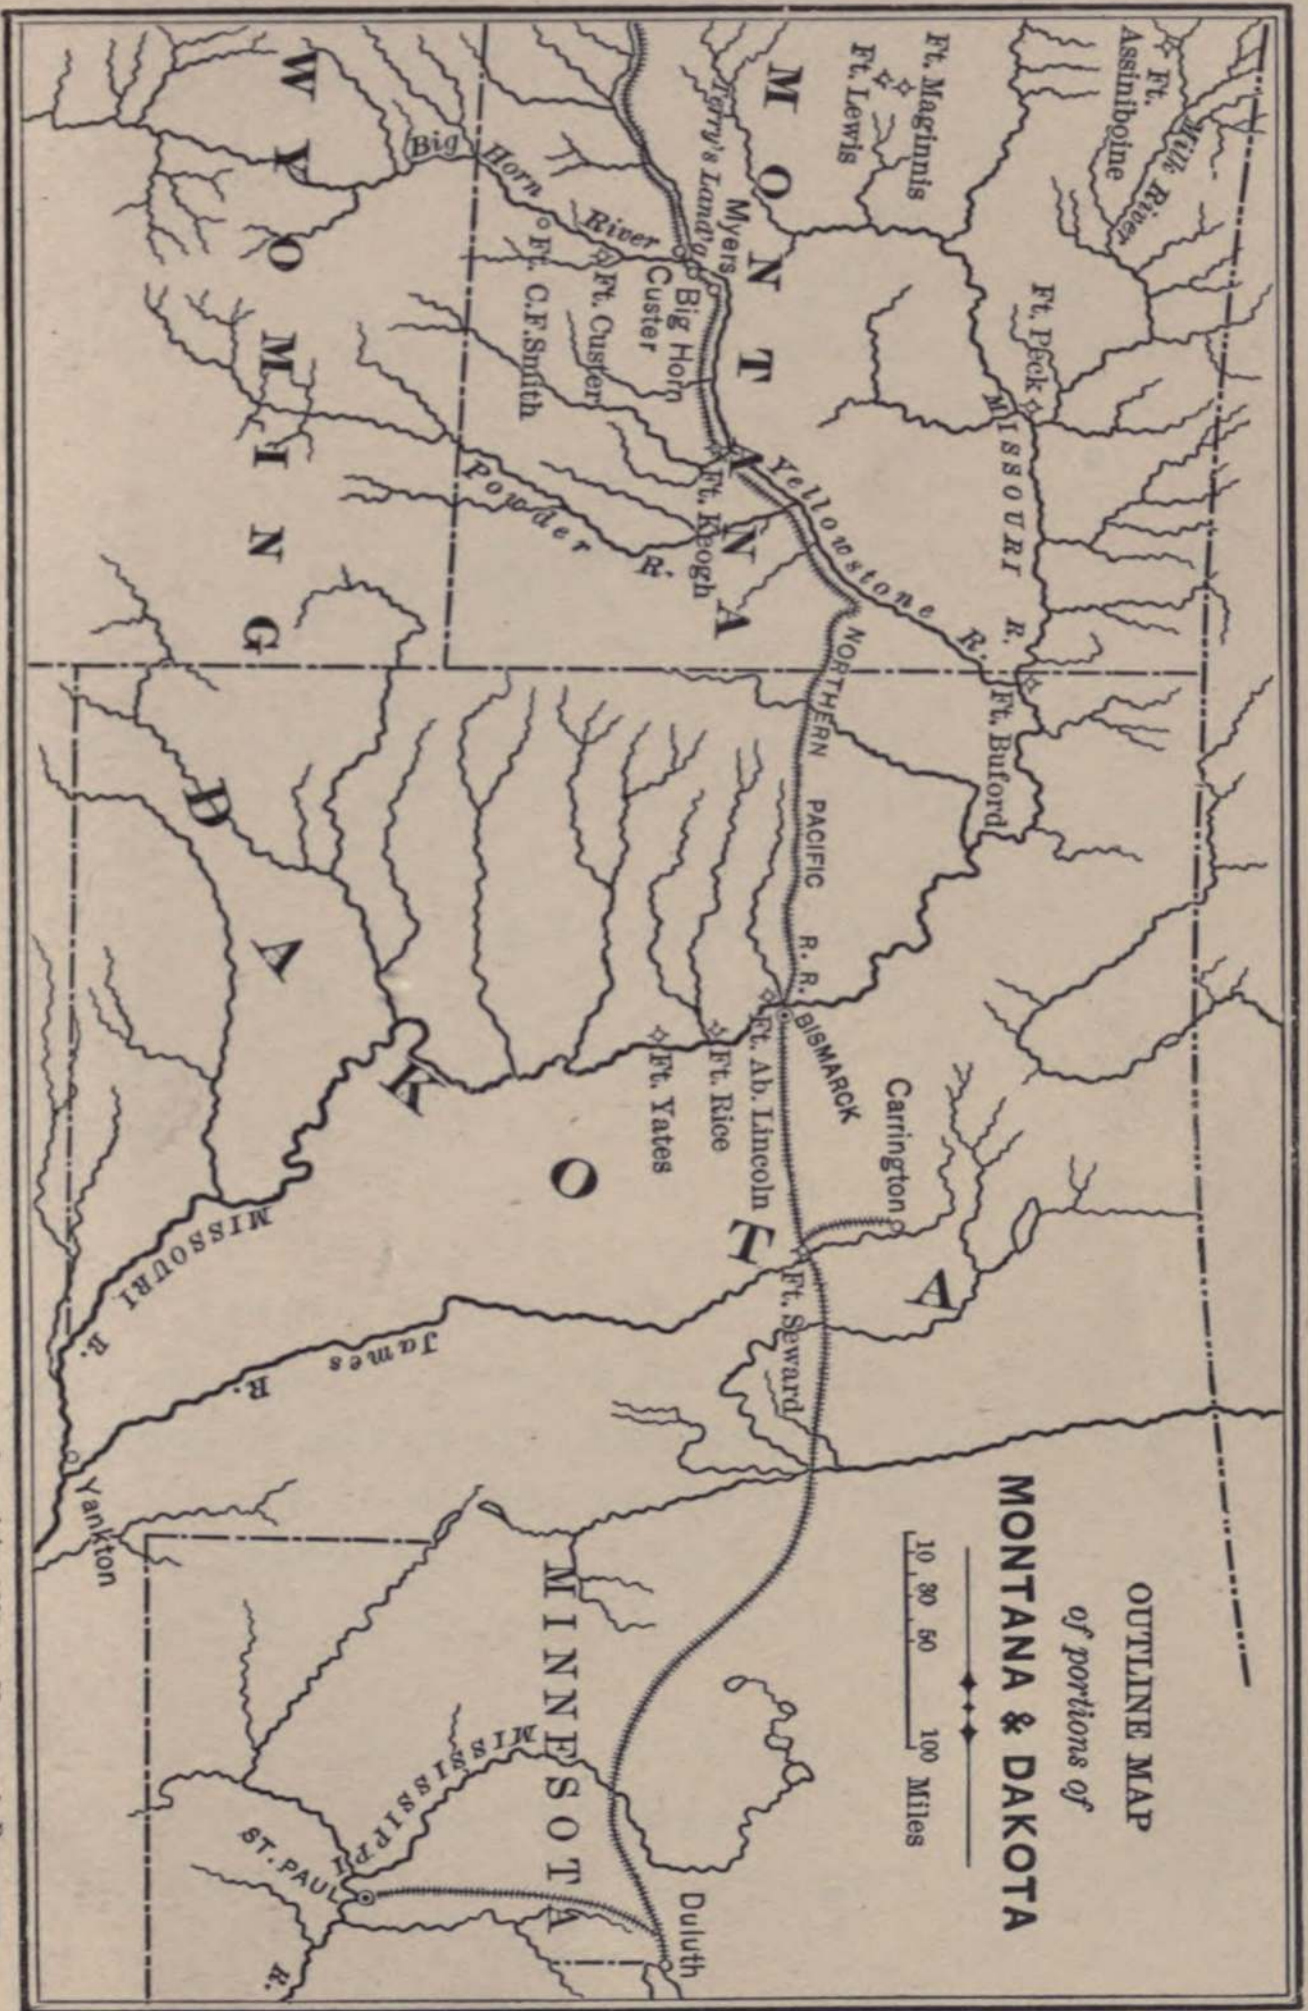 OUTLINE MAP
of portions of
MONTANA & DAKOTA
10 30 50 100 Miles
Ft. Assiniboine
Milk River
Ft. Maginnis
Ft. Lewis
Ft. Peck
MISSOURI R.
Ft. Buford
MONTANA
Terry's Land'g
Myers
Big Horn
Custer
Yellowstone R.
Ft. Keogh
Ft. Custer
Ft. C.F.Smith
Big Horn River
Powder R.
WYOMING
NORTHERN PACIFIC R. R.
BISMARCK
Carrington
Ft. Ab. Lincoln
Ft. Rice
Ft. Yates
Ft. Seward
DAKOTA
MISSOURI R.
James R.
Yankton
MINNESOTA
MISSISSIPPI R.
ST. PAUL
Duluth